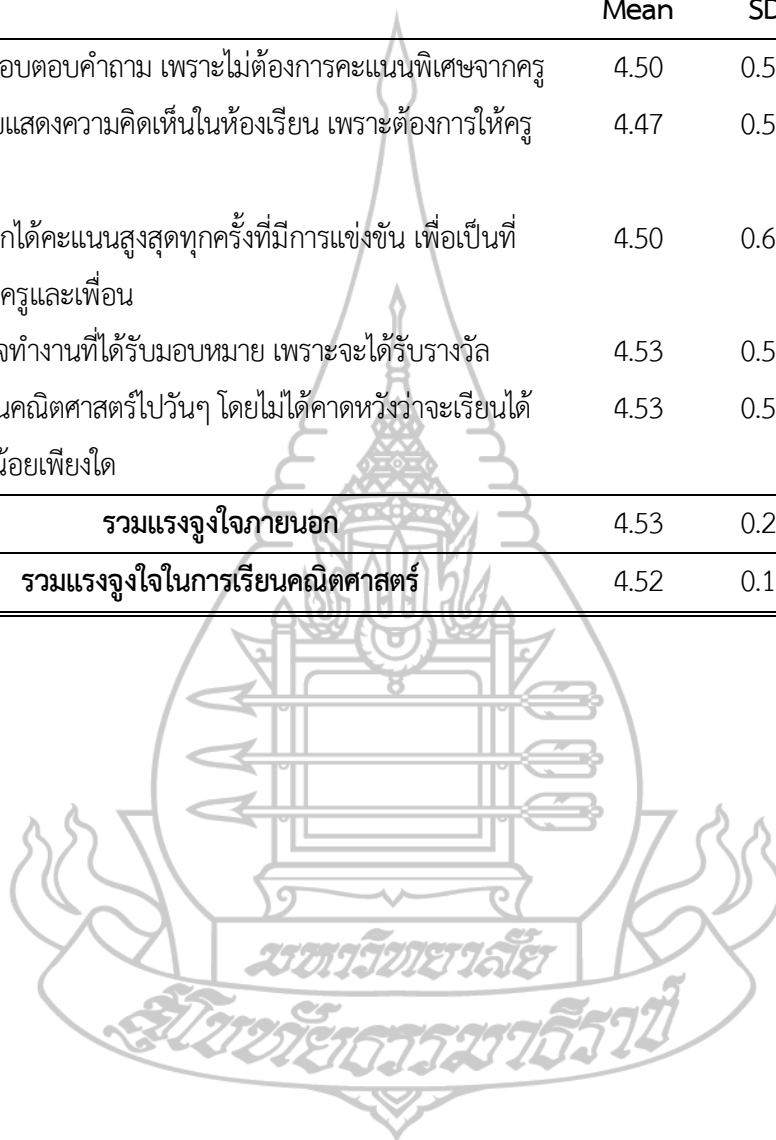 Mean SD
อบตอบคำถาม เพราะไม่ต้องการคะแนนพิเศษจากครู 4.50 0.5
แสดงความคิดเห็นในห้องเรียน เพราะต้องการให้ครู 4.47 0.5
ได้คะแนนสูงสุดทุกครั้งที่มีการแข่งขัน เพื่อเป็นที่ 4.50 0.6
ครูและเพื่อน
ทำงานที่ได้รับมอบหมาย เพราะจะได้รับรางวัล 4.53 0.5
นคณิตศาสตร์ไปวันๆ โดยไม่ได้คาดหวังว่าจะเรียนได้ 4.53 0.5
น้อยเพียงใด
รวมแรงจูงใจภายนอก 4.53 0.2
รวมแรงจูงใจในการเรียนคณิตศาสตร์ 4.52 0.1
มหาวิทยาลัย
สุโขทัยธรรมาธิราช